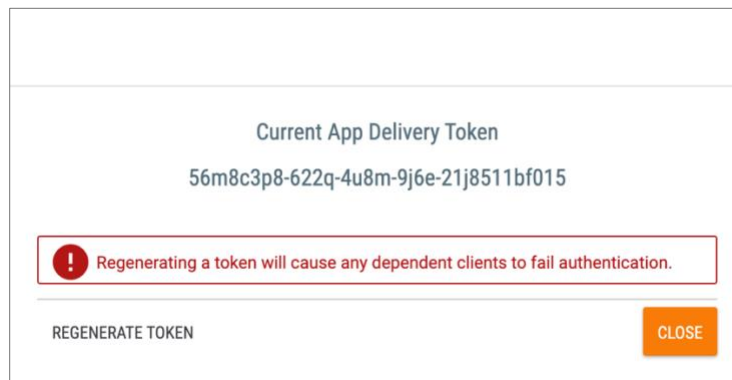 Current App Delivery Token
56m8c3p8-622q-4u8m-9j6e-21j8511bf015
Regenerating a token will cause any dependent clients to fail authentication.
REGENERATE TOKEN
CLOSE